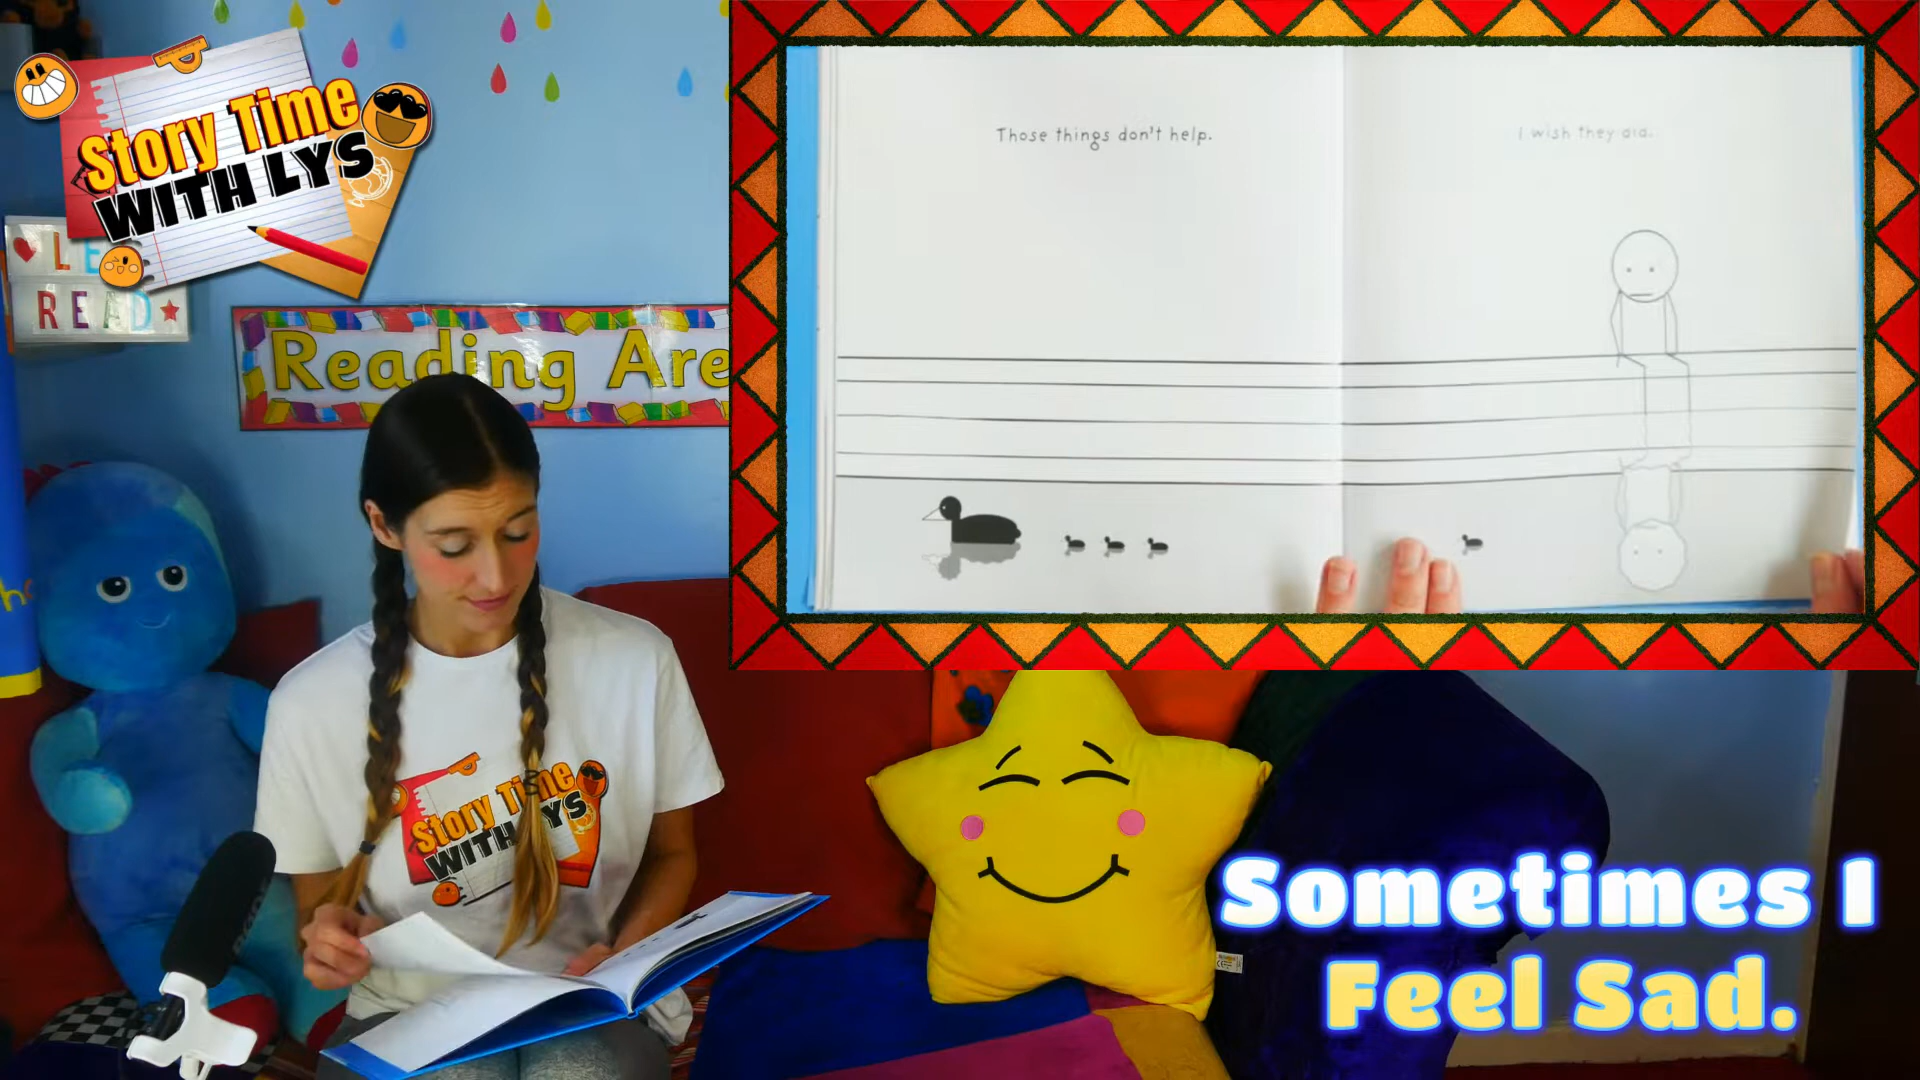 Story Time
WITH LYS
LE
READ
Reading Are
Those things don't help.
I wish they did.
Story Time
WITH LYS
Sometimes I
Feel Sad.